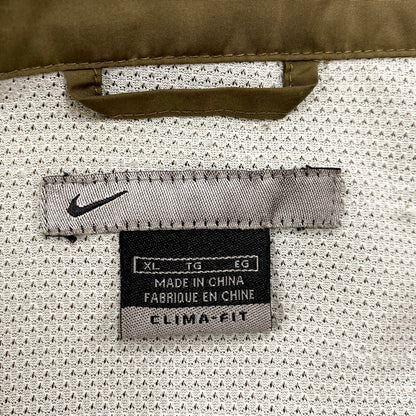 XL TG EG
MADE IN CHINA
FABRIQUE EN CHINE
CLIMA-FIT